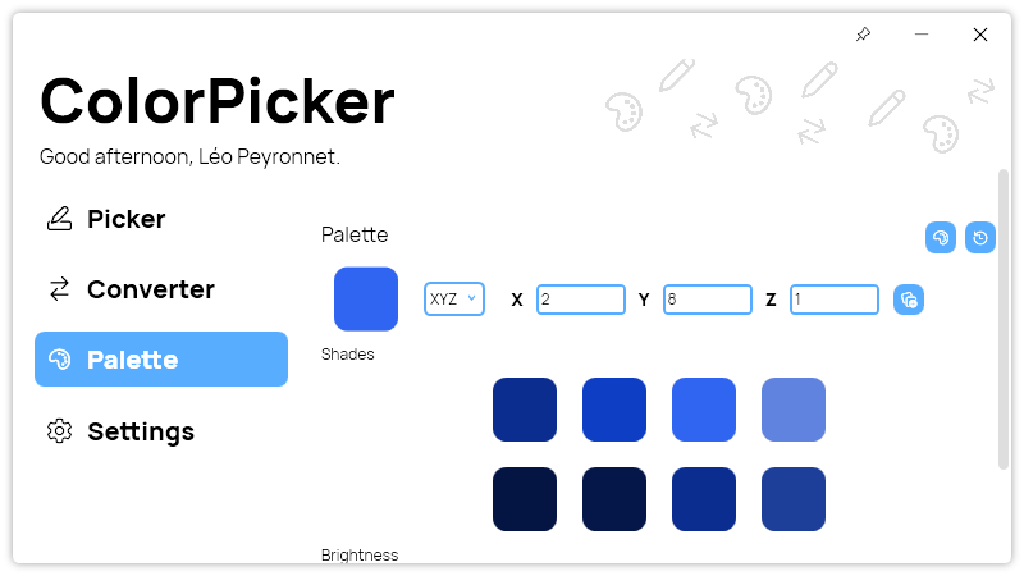 ColorPicker
Good afternoon, Léo Peyronnet.
Picker
Converter
Palette
Settings
Palette
XYZ X 2 Y 8 Z 1
Shades
Brightness